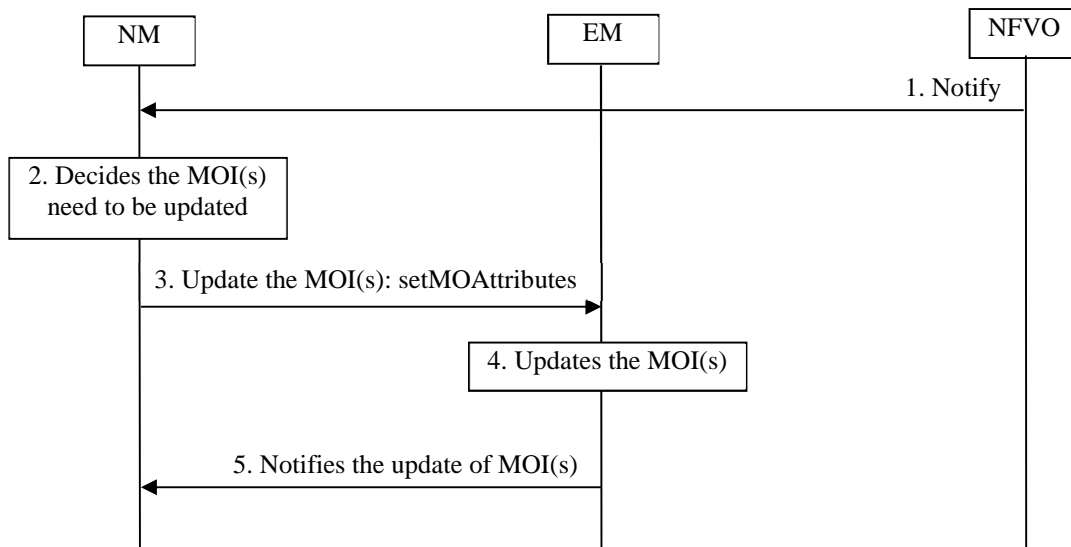 NM
EM
NFVO
1. Notify
2. Decides the MOI(s)
need to be updated
3. Update the MOI(s): setMOAttributes
4. Updates the MOI(s)
5. Notifies the update of MOI(s)